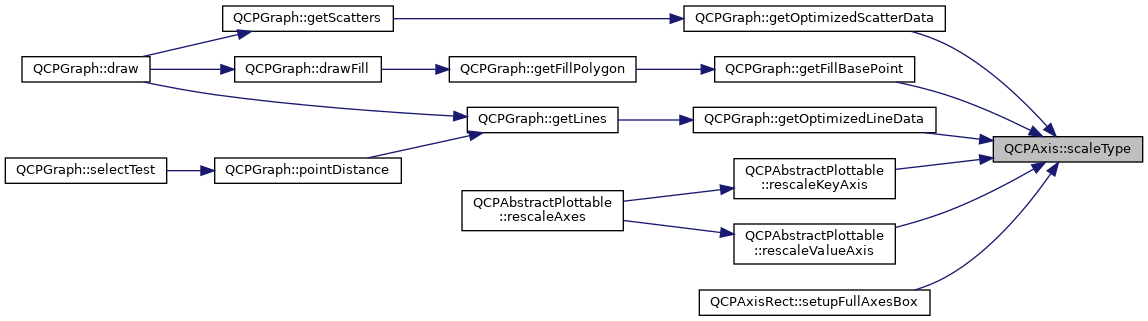 QCPGraph::getScatters
QCPGraph::getOptimizedScatterData
QCPGraph::draw
QCPGraph::drawFill
QCPGraph::getFillPolygon
QCPGraph::getFillBasePoint
QCPGraph::getLines
QCPGraph::getOptimizedLineData
QCPAxis::scaleType
QCPGraph::selectTest
QCPGraph::pointDistance
QCPAbstractPlottable
::rescaleKeyAxis
QCPAbstractPlottable
::rescaleAxes
QCPAbstractPlottable
::rescaleValueAxis
QCPAxisRect::setupFullAxesBox